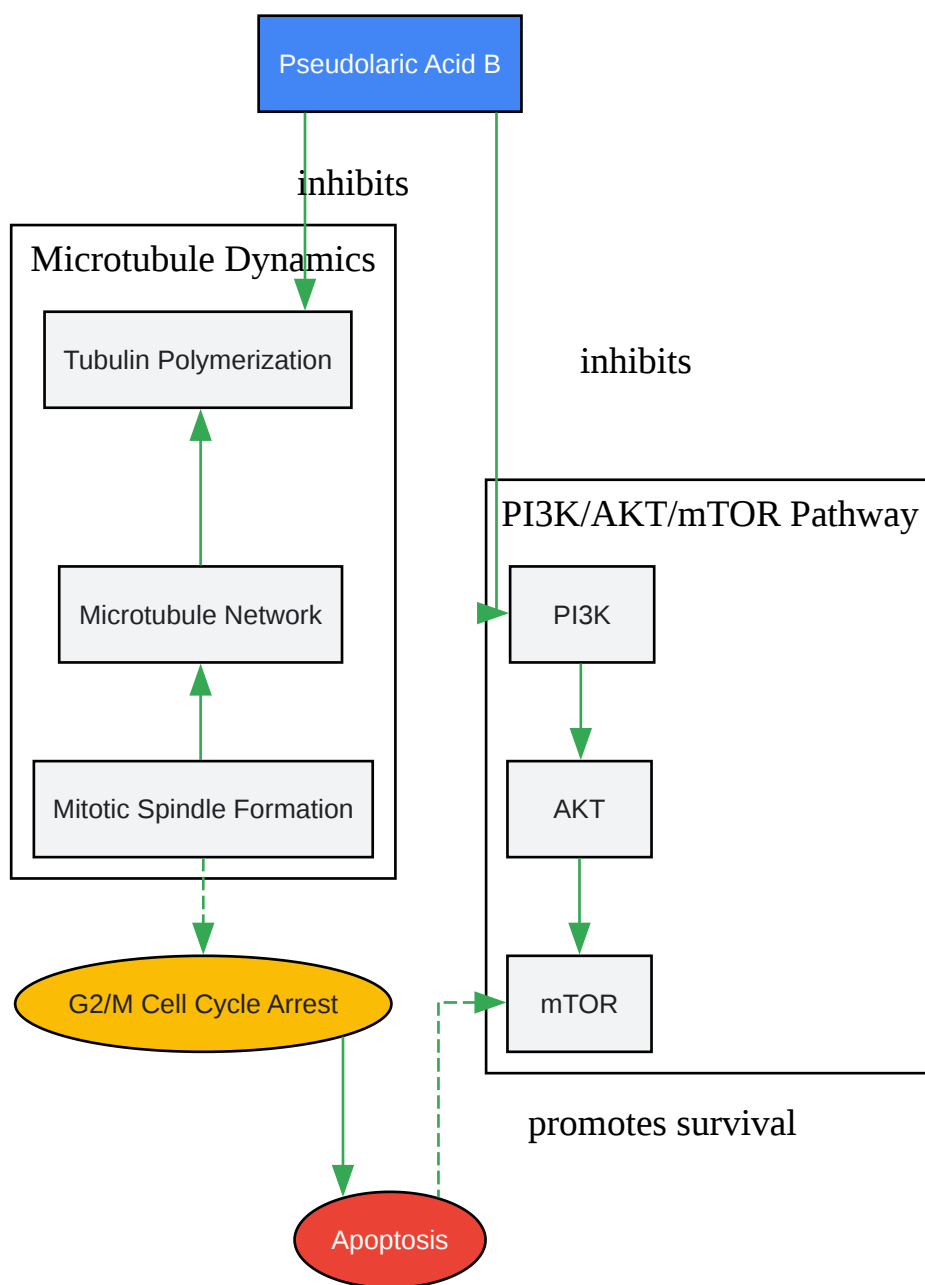 Pseudolaric Acid B
inhibits
Microtubule Dynamics
Tubulin Polymerization
inhibits
Microtubule Network
Mitotic Spindle Formation
PI3K/AKT/mTOR Pathway
PI3K
AKT
mTOR
G2/M Cell Cycle Arrest
promotes survival
Apoptosis